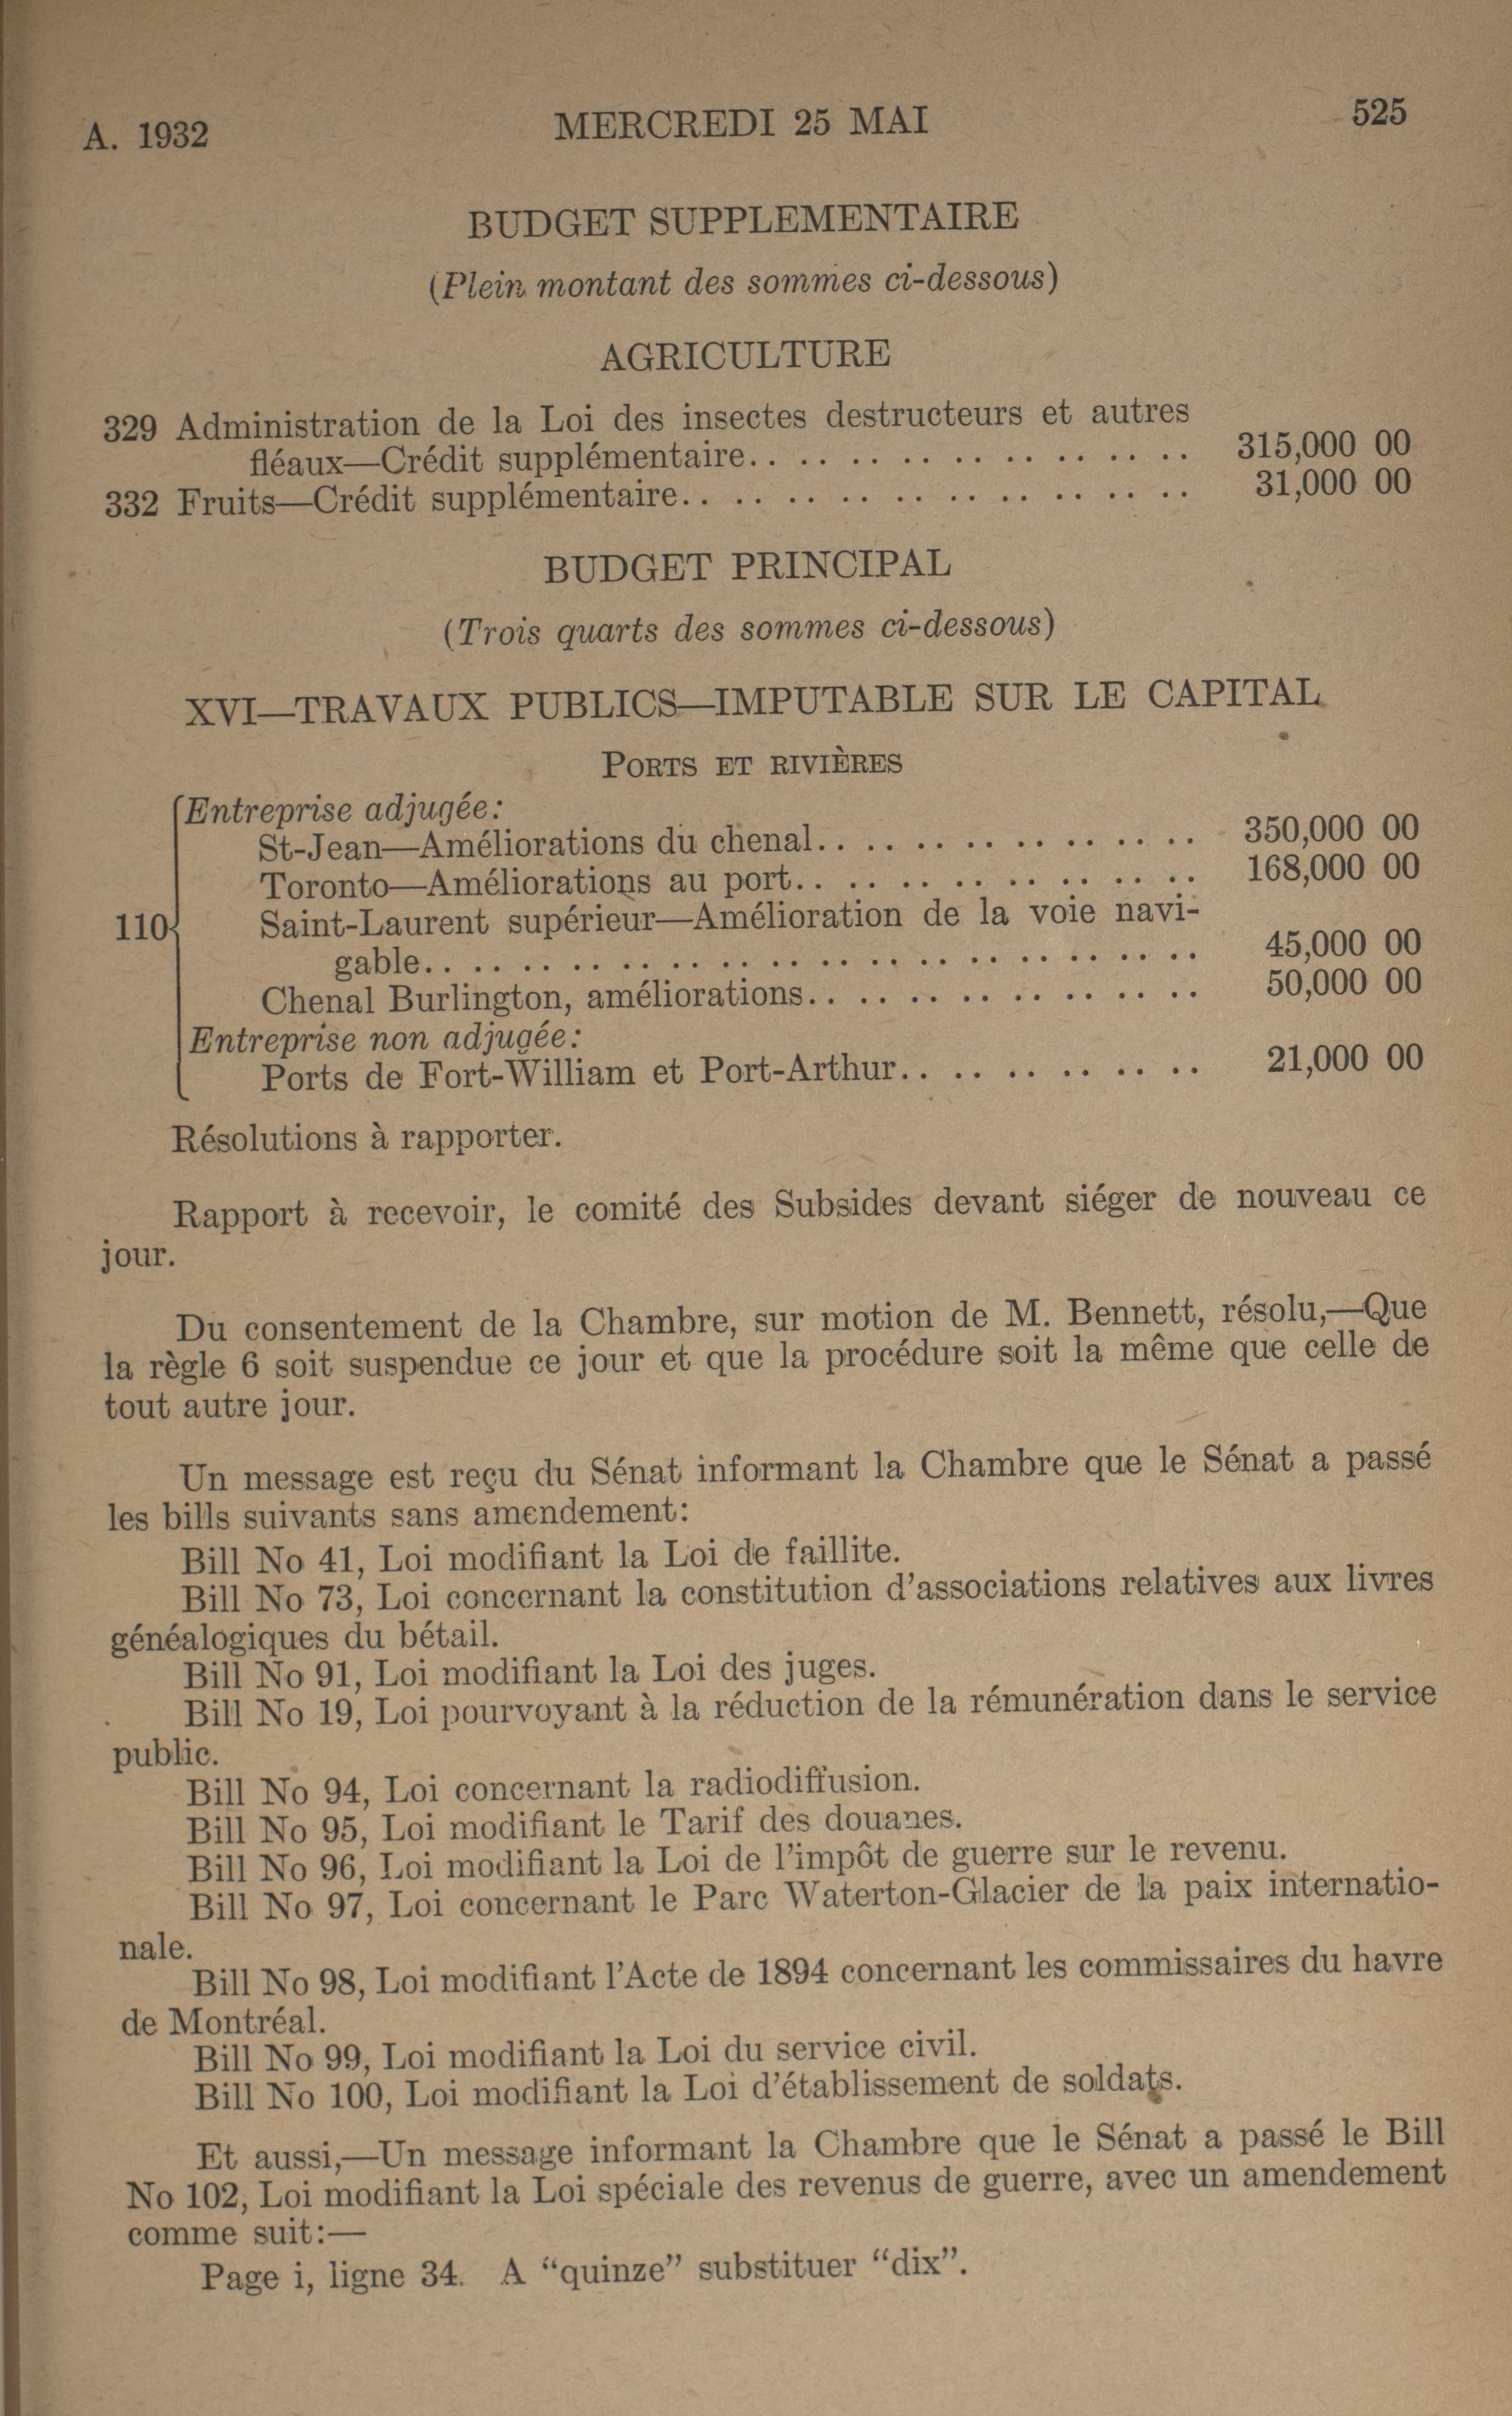 A. 1932 MERCREDI 25 MAI 525
BUDGET SUPPLEMENTAIRE
(Plein montant des sommes ci-dessous)
AGRICULTURE
329 Administration de la Loi des insectes destructeurs et autres
fléaux—Crédit supplémentaire.. .. .. .. .. .. .. .. .. 315,000 00
332 Fruits—Crédit supplémentaire.. .. .. .. .. .. .. .. .. .. 31,000 00
BUDGET PRINCIPAL
(Trois quarts des sommes ci-dessous)
XVI—TRAVAUX PUBLICS—IMPUTABLE SUR LE CAPITAL
PORTS ET RIVIÈRES
Entreprise adjugée:
St-Jean—Améliorations du chenal.. .. .. .. .. .. .. .. 350,000 00
Toronto—Améliorations au port.. .. .. .. .. .. .. .. 168,000 00
110 Saint-Laurent supérieur—Amélioration de la voie navi-
gable.. .. .. .. .. .. .. .. .. .. .. .. .. .. .. .. 45,000 00
Chenal Burlington, améliorations.. .. .. .. .. .. .. .. 50,000 00
Entreprise non adjugée:
Ports de Fort-William et Port-Arthur.. .. .. .. .. .. 21,000 00
Résolutions à rapporter.
Rapport à recevoir, le comité des Subsides devant siéger de nouveau ce
jour.
Du consentement de la Chambre, sur motion de M. Bennett, résolu,—Que
la règle 6 soit suspendue ce jour et que la procédure soit la même que celle de
tout autre jour.
Un message est reçu du Sénat informant la Chambre que le Sénat a passé
les bills suivants sans amendement:
Bill No 41, Loi modifiant la Loi de faillite.
Bill No 73, Loi concernant la constitution d'associations relatives aux livres
généalogiques du bétail.
Bill No 91, Loi modifiant la Loi des juges.
Bill No 19, Loi pourvoyant à la réduction de la rémunération dans le service
public.
Bill No 94, Loi concernant la radiodiffusion.
Bill No 95, Loi modifiant le Tarif des douanes.
Bill No 96, Loi modifiant la Loi de l'impôt de guerre sur le revenu.
Bill No 97, Loi concernant le Parc Waterton-Glacier de la paix internatio-
nale.
Bill No 98, Loi modifiant l'Acte de 1894 concernant les commissaires du havre
de Montréal.
Bill No 99, Loi modifiant la Loi du service civil.
Bill No 100, Loi modifiant la Loi d'établissement de soldats.
Et aussi,—Un message informant la Chambre que le Sénat a passé le Bill
No 102, Loi modifiant la Loi spéciale des revenus de guerre, avec un amendement
comme suit:—
Page i, ligne 34. A "quinze" substituer "dix".